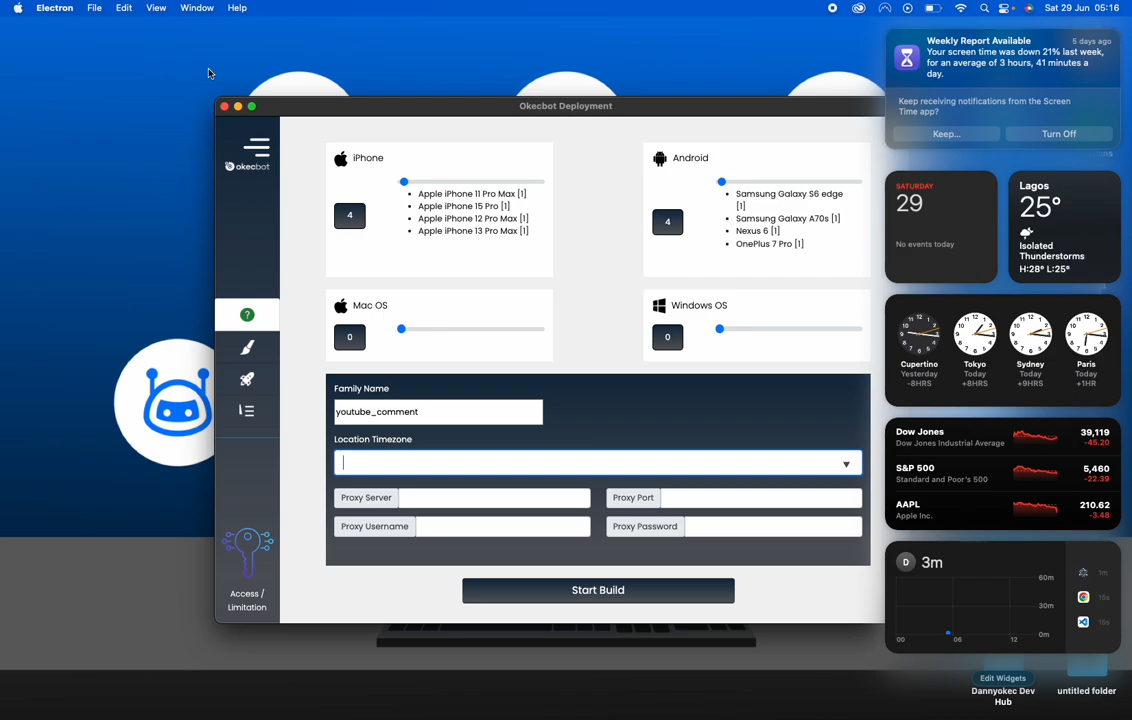 Electron File Edit View Window Help
Sat 29 Jun 05:16
Weekly Report Available
5 days ago
Your screen time was down 21% last week,
for an average of 3 hours, 41 minutes a
day.
Keep receiving notifications from the Screen
Time app?
Keep...
Turn Off
Okecbot Deployment
okecbot
iPhone
4
• Apple iPhone 11 Pro Max [1]
• Apple iPhone 15 Pro [1]
• Apple iPhone 12 Pro Max [1]
• Apple iPhone 13 Pro Max [1]
Android
4
• Samsung Galaxy S6 edge
[1]
• Samsung Galaxy A70s [1]
• Nexus 6 [1]
• OnePlus 7 Pro [1]
Mac OS
0
Windows OS
0
Family Name
youtube_comment
Location Timezone
Proxy Server
Proxy Port
Proxy Username
Proxy Password
Start Build
?
Access /
Limitation
SATURDAY
29
No events today
Lagos
25°
Isolated
Thunderstorms
H:28° L:25°
Cupertino
Yesterday
-8HRS
Tokyo
Today
+8HRS
Sydney
Today
+9HRS
Paris
Today
+1HR
Dow Jones
Dow Jones Industrial Average
39,119
-45.20
S&P 500
Standard and Poor's 500
5,460
-22.39
AAPL
Apple Inc.
210.62
-3.48
D 3m
60m
30m
0m
00 06 12
1m
15s
15s
Edit Widgets
Dannyokec Dev
Hub
untitled folder